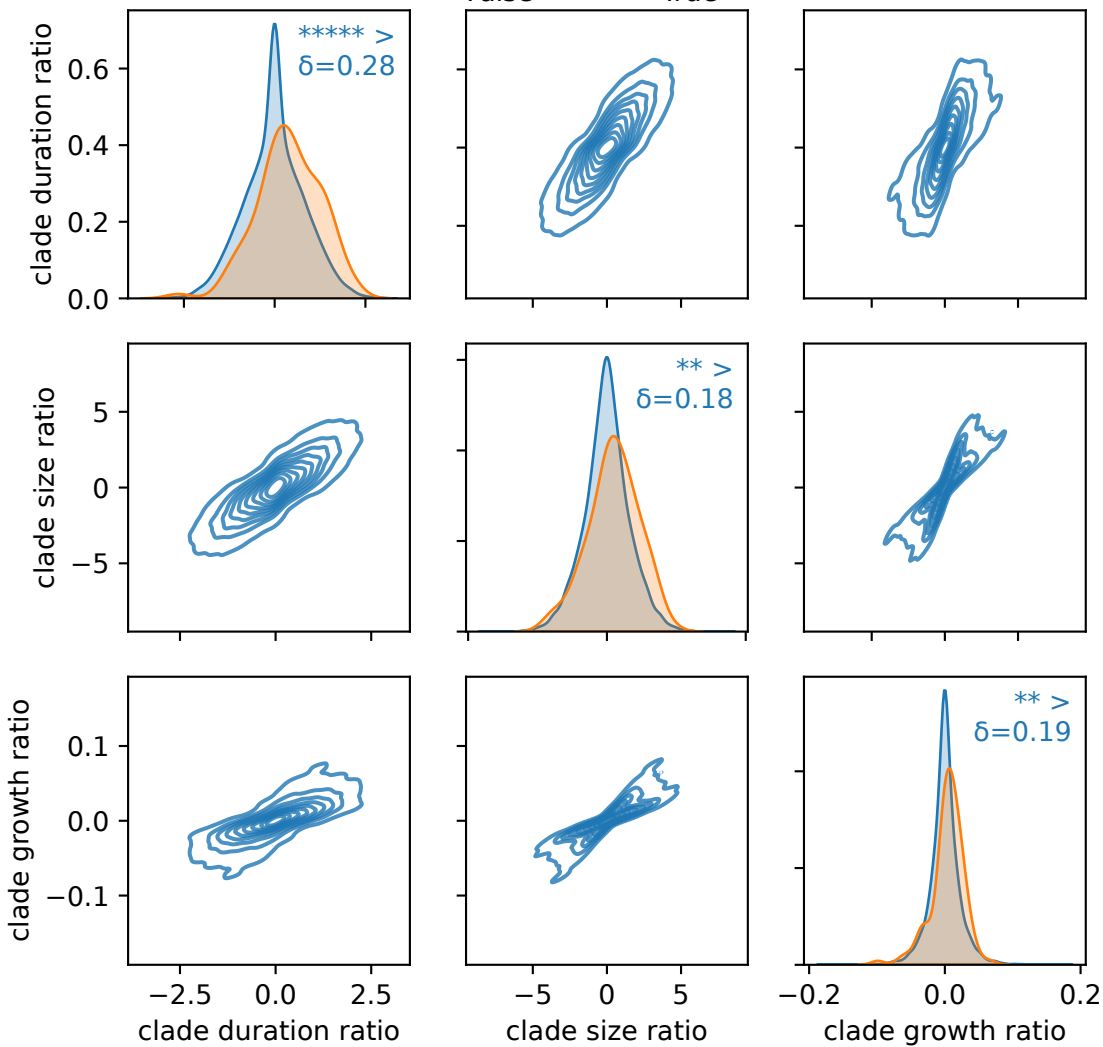 clade duration ratio
0.6
0.4
0.2
0.0
***** >
δ=0.28
clade size ratio
5
0
−5
** >
δ=0.18
clade growth ratio
0.1
0.0
−0.1
** >
δ=0.19
−2.5 0.0 2.5
−5 0 5
−0.2 0.0 0.2
clade duration ratio
clade size ratio
clade growth ratio